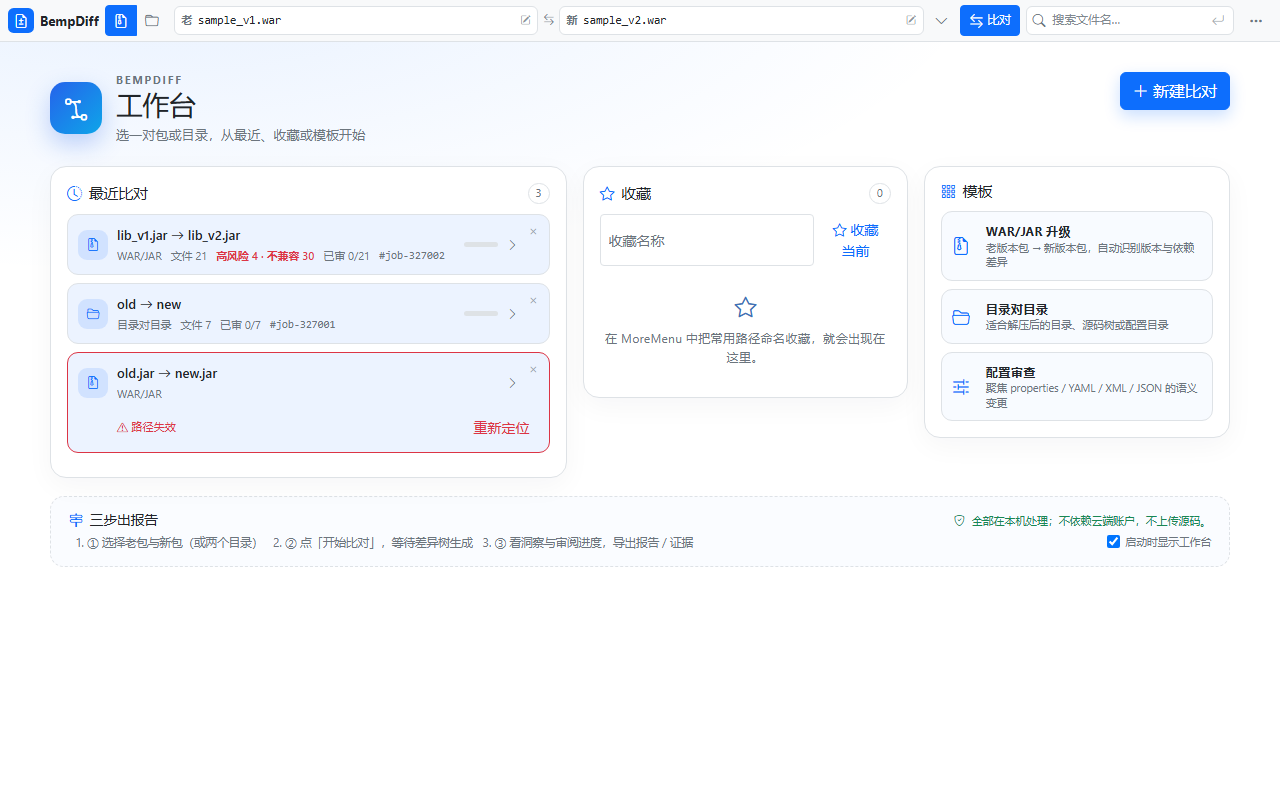 BempDiff
老 sample_v1.war
新 sample_v2.war
比对
搜索文件名...
BEMPDIFF
工作台
选一对包或目录，从最近、收藏或模板开始
新建比对
最近比对
3
lib_v1.jar → lib_v2.jar
WAR/JAR 文件 21 高风险 4 · 不兼容 30 已审 0/21 #job-327002
old → new
目录对目录 文件 7 已审 0/7 #job-327001
old.jar → new.jar
WAR/JAR
路径失效
重新定位
收藏
0
收藏名称
收藏
当前
在 MoreMenu 中把常用路径命名收藏，就会出现在
这里。
模板
WAR/JAR 升级
老版本包 → 新版本包，自动识别版本与依赖
差异
目录对目录
适合解压后的目录、源码树或配置目录
配置审查
聚焦 properties / YAML / XML / JSON 的语义
变更
三步出报告
1. ① 选择老包与新包（或两个目录） 2. ② 点「开始比对」，等待差异树生成 3. ③ 看洞察与审阅进度，导出报告 / 证据
全部在本机处理；不依赖云端账户，不上传源码。
启动时显示工作台